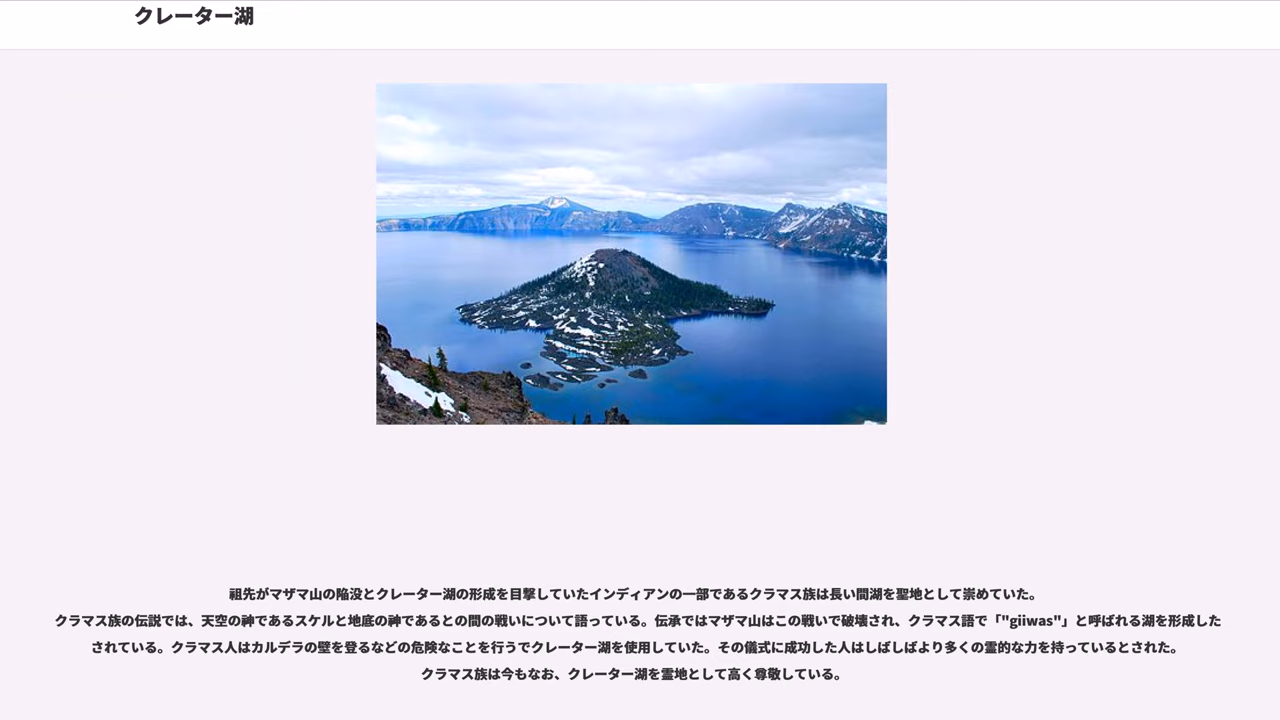 クレーター湖
祖先がマザマ山の陥没とクレーター湖の形成を目撃していたインディアンの一部であるクラマス族は長い間湖を聖地として崇めていた。
クラマス族の伝説では、天空の神であるスケルと地底の神であるとの間の戦いについて語っている。伝承ではマザマ山はこの戦いで破壊され、クラマス語で「"giiwas"」と呼ばれる湖を形成した
されている。クラマス人はカルデラの壁を登るなどの危険なことを行うでクレーター湖を使用していた。その儀式に成功した人はしばしばより多くの霊的な力を持っているとされた。
クラマス族は今もなお、クレーター湖を霊地として高く尊敬している。